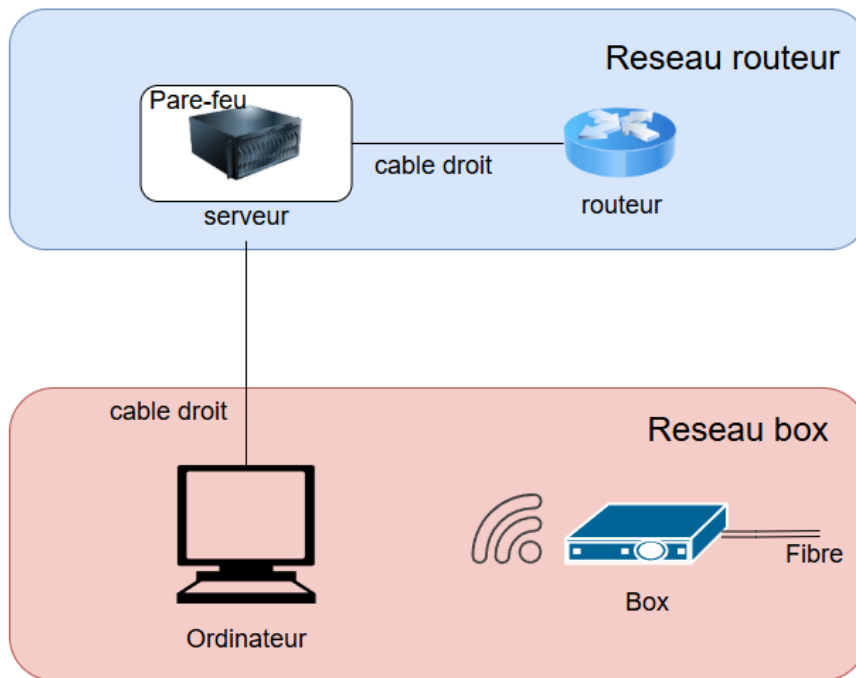 Reseau routeur
Pare-feu
cable droit
routeur
serveur
cable droit
Reseau box
Fibre
Box
Ordinateur